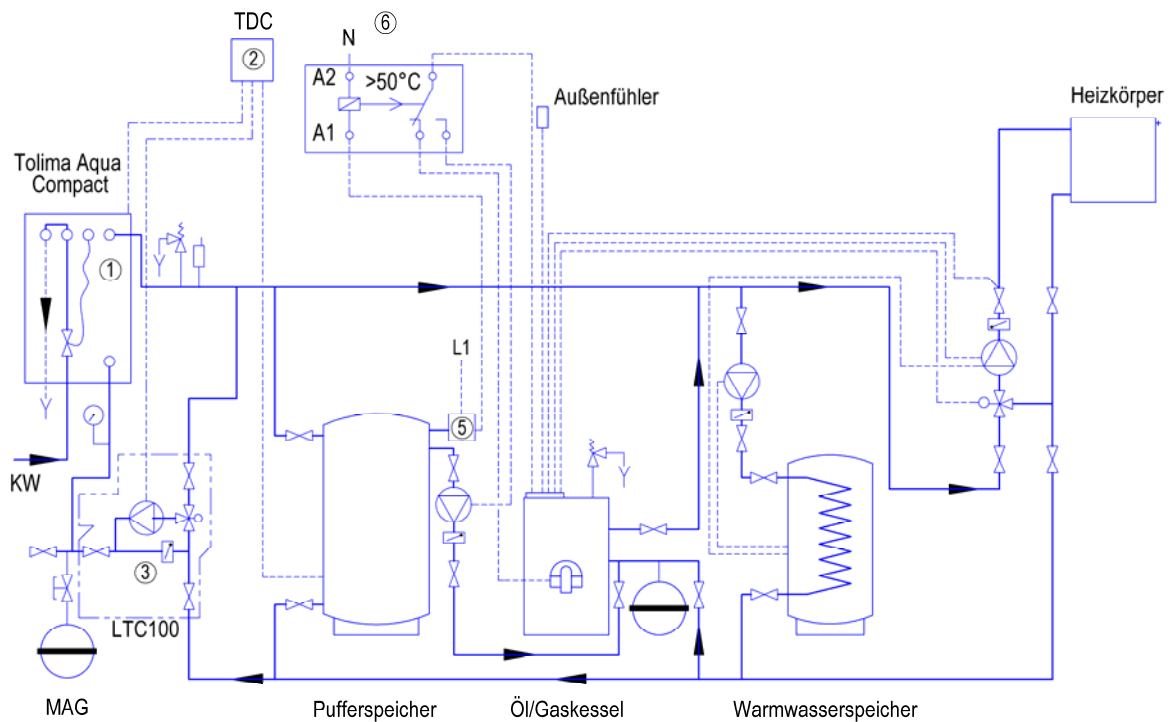 TDC
②
⑥
N
A2
>50°C
A1
Außenfühler
Heizkörper
Tolima Aqua
Compact
①
L1
⑤
KW
③
LTC100
MAG
Pufferspeicher
Öl/Gaskessel
Warmwasserspeicher